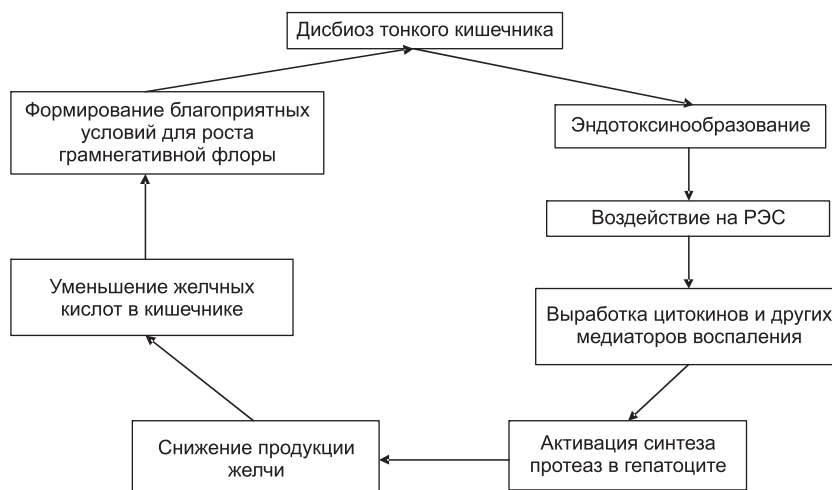 Дисбиоз тонкого кишечника
Эндотоксинообразование
Воздействие на РЭС
Выработка цитокинов и других
медиаторов воспаления
Активация синтеза
протеаз в гепатоците
Снижение продукции
желчи
Уменьшение желчных
кислот в кишечнике
Формирование благоприятных
условий для роста
грамнегативной флоры